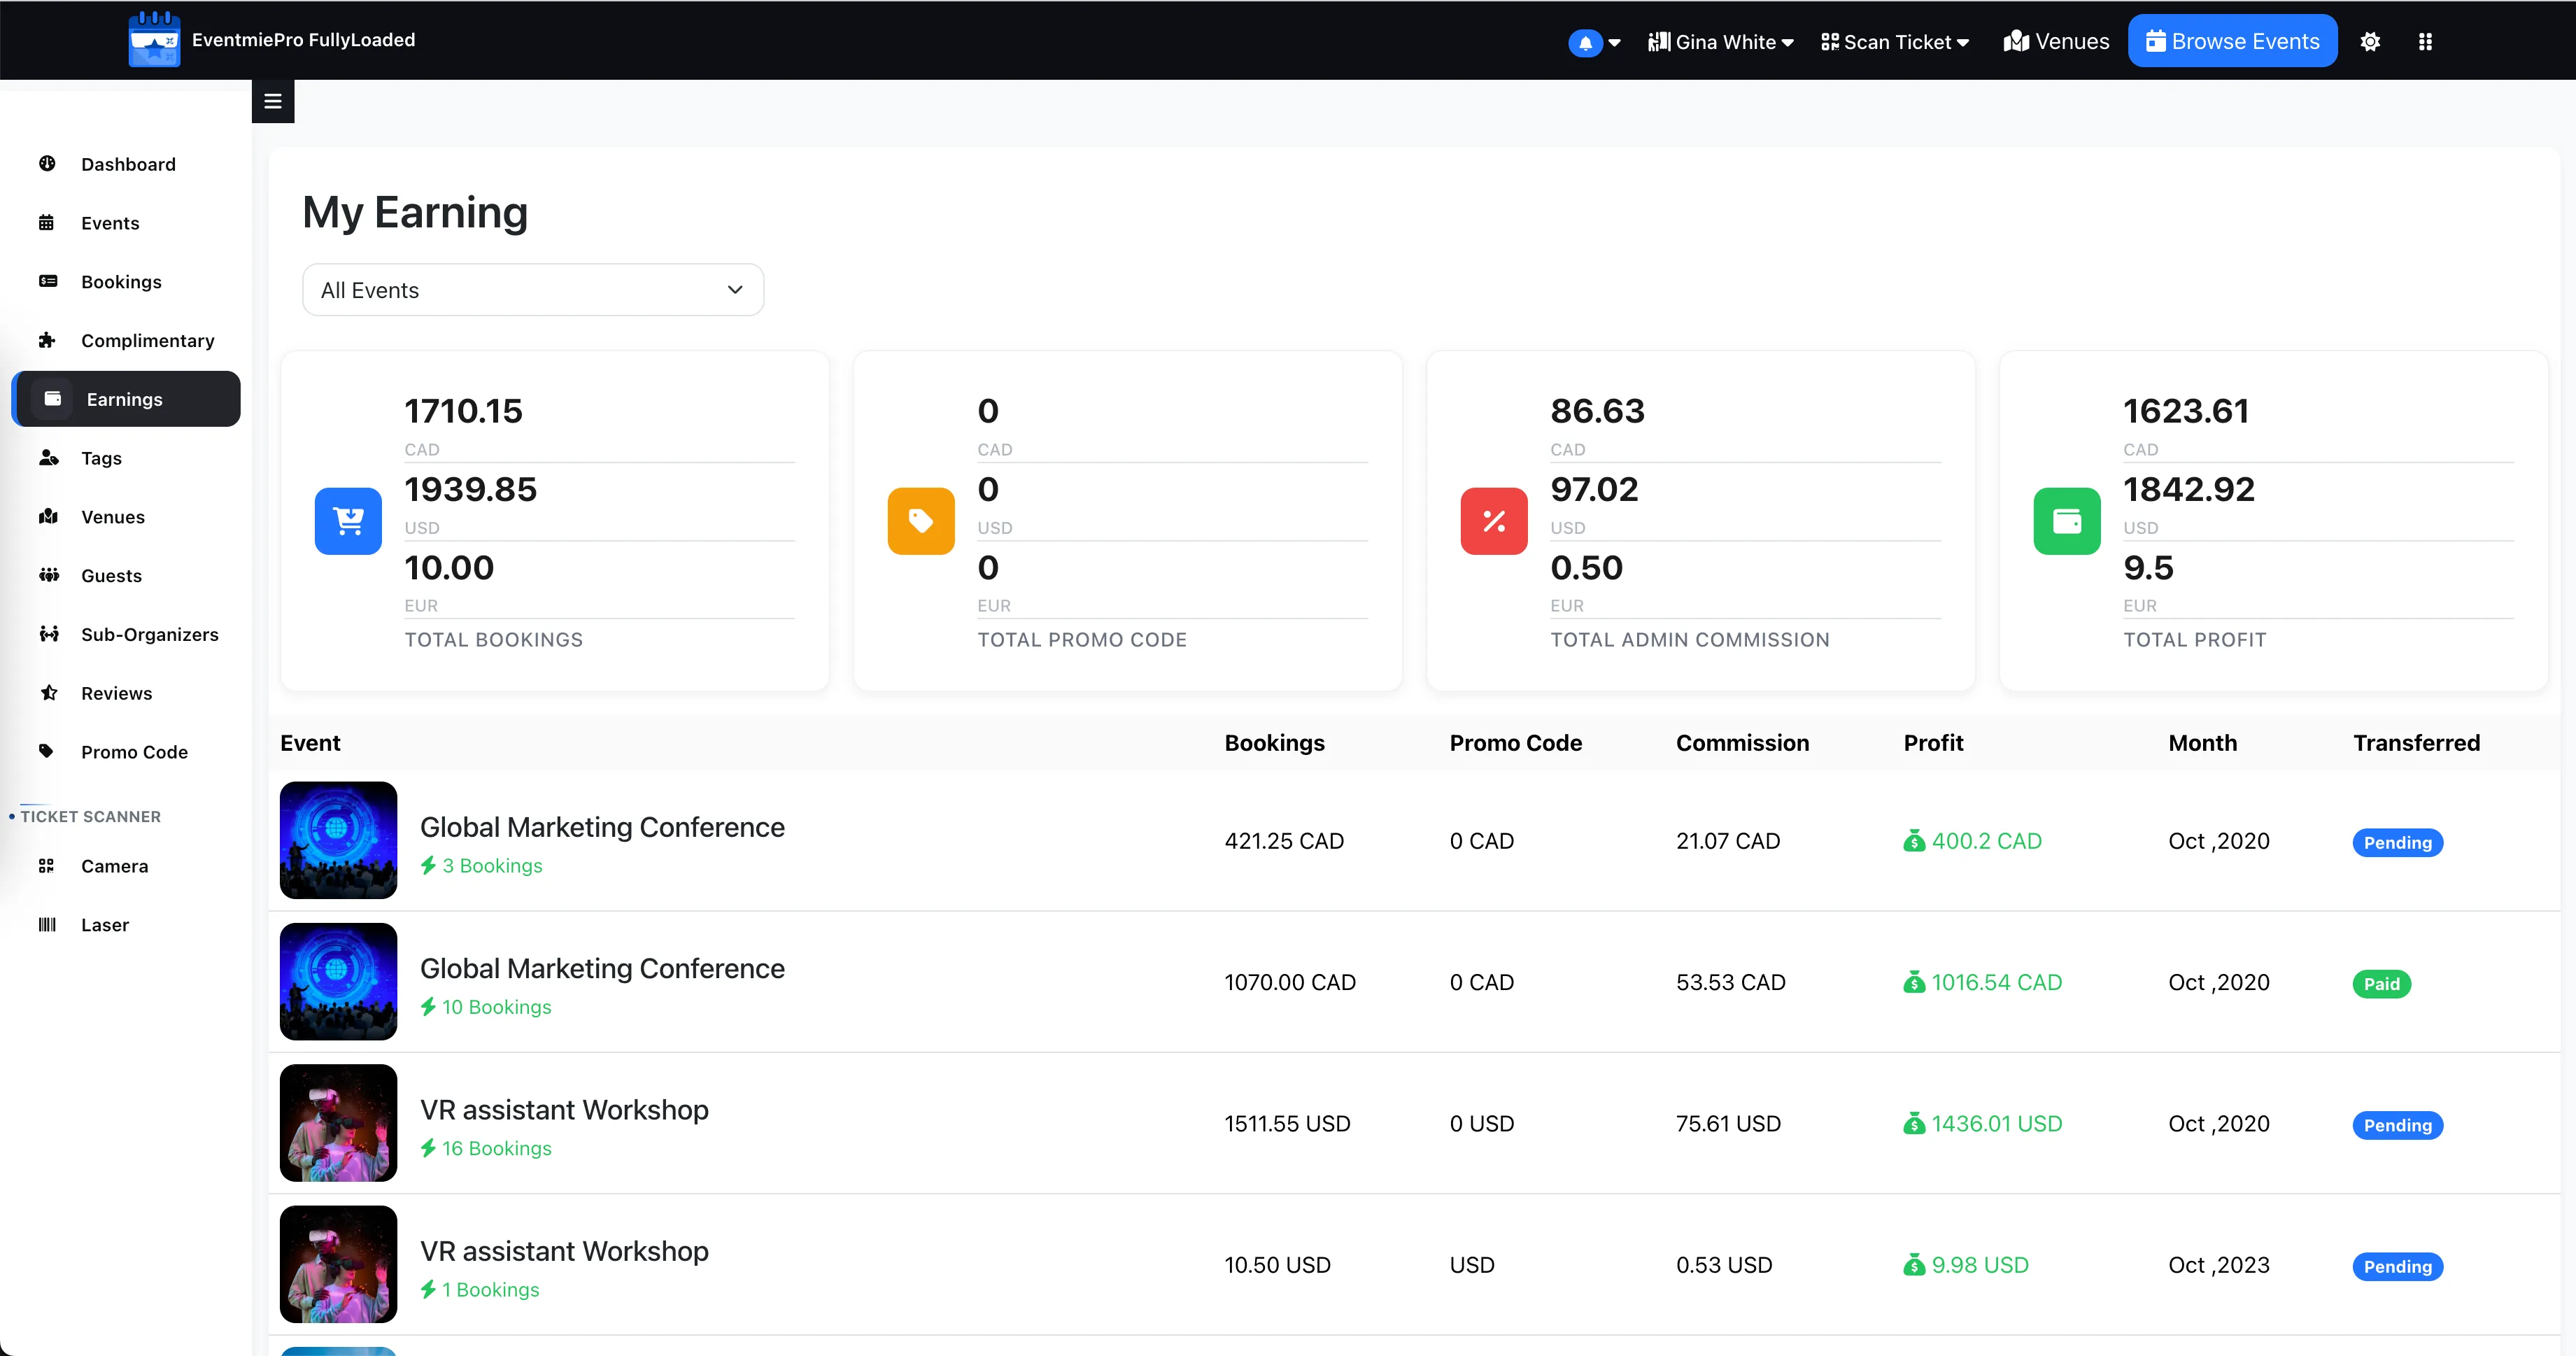 EventmiePro FullyLoaded
Gina White
Scan Ticket
Venues
Browse Events
Dashboard
Events
Bookings
Complimentary
Earnings
Tags
Venues
Guests
Sub-Organizers
Reviews
Promo Code
TICKET SCANNER
Camera
Laser
My Earning
All Events
1710.15
CAD
1939.85
USD
10.00
EUR
TOTAL BOOKINGS
0
CAD
0
USD
0
EUR
TOTAL PROMO CODE
86.63
CAD
97.02
USD
0.50
EUR
TOTAL ADMIN COMMISSION
1623.61
CAD
1842.92
USD
9.5
EUR
TOTAL PROFIT
Event Bookings Promo Code Commission Profit Month Transferred
Global Marketing Conference
3 Bookings
421.25 CAD 0 CAD 21.07 CAD 400.2 CAD Oct ,2020 Pending
Global Marketing Conference
10 Bookings
1070.00 CAD 0 CAD 53.53 CAD 1016.54 CAD Oct ,2020 Paid
VR assistant Workshop
16 Bookings
1511.55 USD 0 USD 75.61 USD 1436.01 USD Oct ,2020 Pending
VR assistant Workshop
1 Bookings
10.50 USD USD 0.53 USD 9.98 USD Oct ,2023 Pending